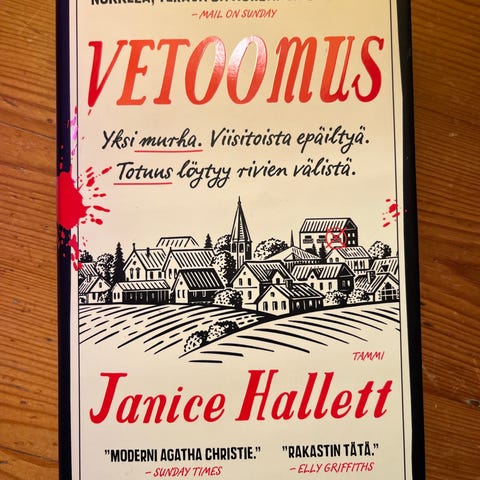 – MAIL ON SUNDAY
VETOOMUS
Yksi murha. Viisitoista epäiltyä.
Totuus löytyy rivien välistä.
TAMMI
Janice Hallett
"MODERNI AGATHA CHRISTIE."
– SUNDAY TIMES
"RAKASTIN TÄTÄ."
– ELLY GRIFFITHS